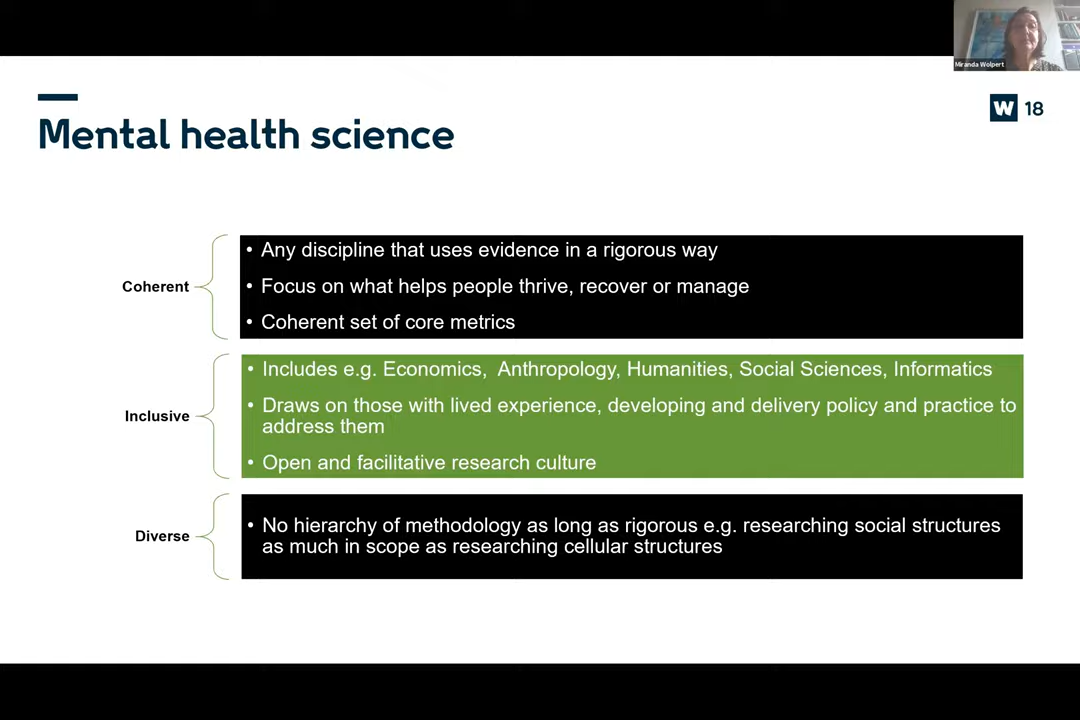 Miranda Wolpert
W 18
Mental health science
Coherent
• Any discipline that uses evidence in a rigorous way
• Focus on what helps people thrive, recover or manage
• Coherent set of core metrics
Inclusive
• Includes e.g. Economics, Anthropology, Humanities, Social Sciences, Informatics
• Draws on those with lived experience, developing and delivery policy and practice to
address them
• Open and facilitative research culture
Diverse
• No hierarchy of methodology as long as rigorous e.g. researching social structures
as much in scope as researching cellular structures